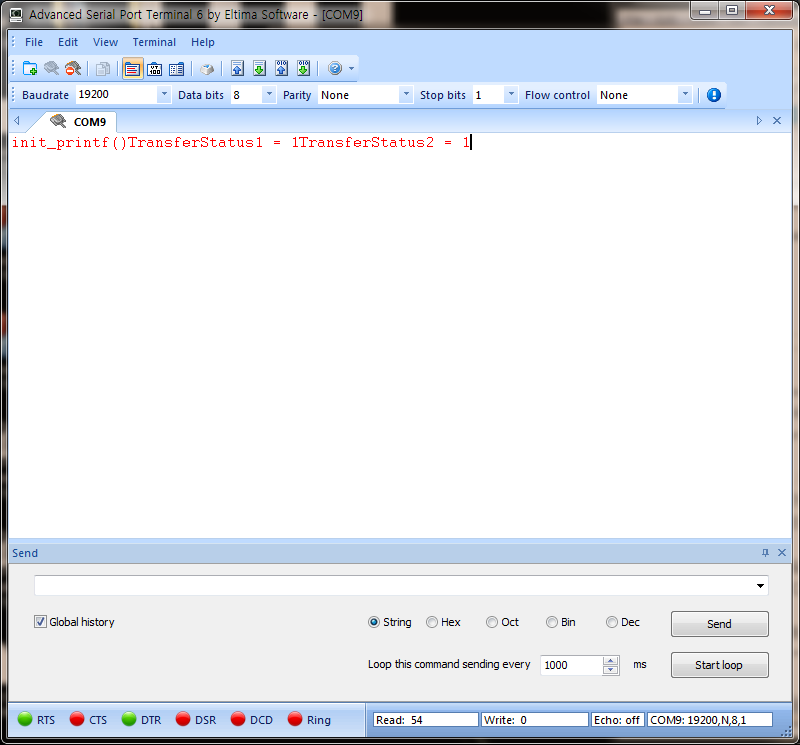 Advanced Serial Port Terminal 6 by Eltima Software - [COM9]
File Edit View Terminal Help
Baudrate 19200 Data bits 8 Parity None Stop bits 1 Flow control None
COM9
init_printf()TransferStatus1 = 1TransferStatus2 = 1
Send
Global history String Hex Oct Bin Dec Send
Loop this command sending every 1000 ms Start loop
RTS CTS DTR DSR DCD Ring Read: 54 Write: 0 Echo: off COM9: 19200,N,8,1